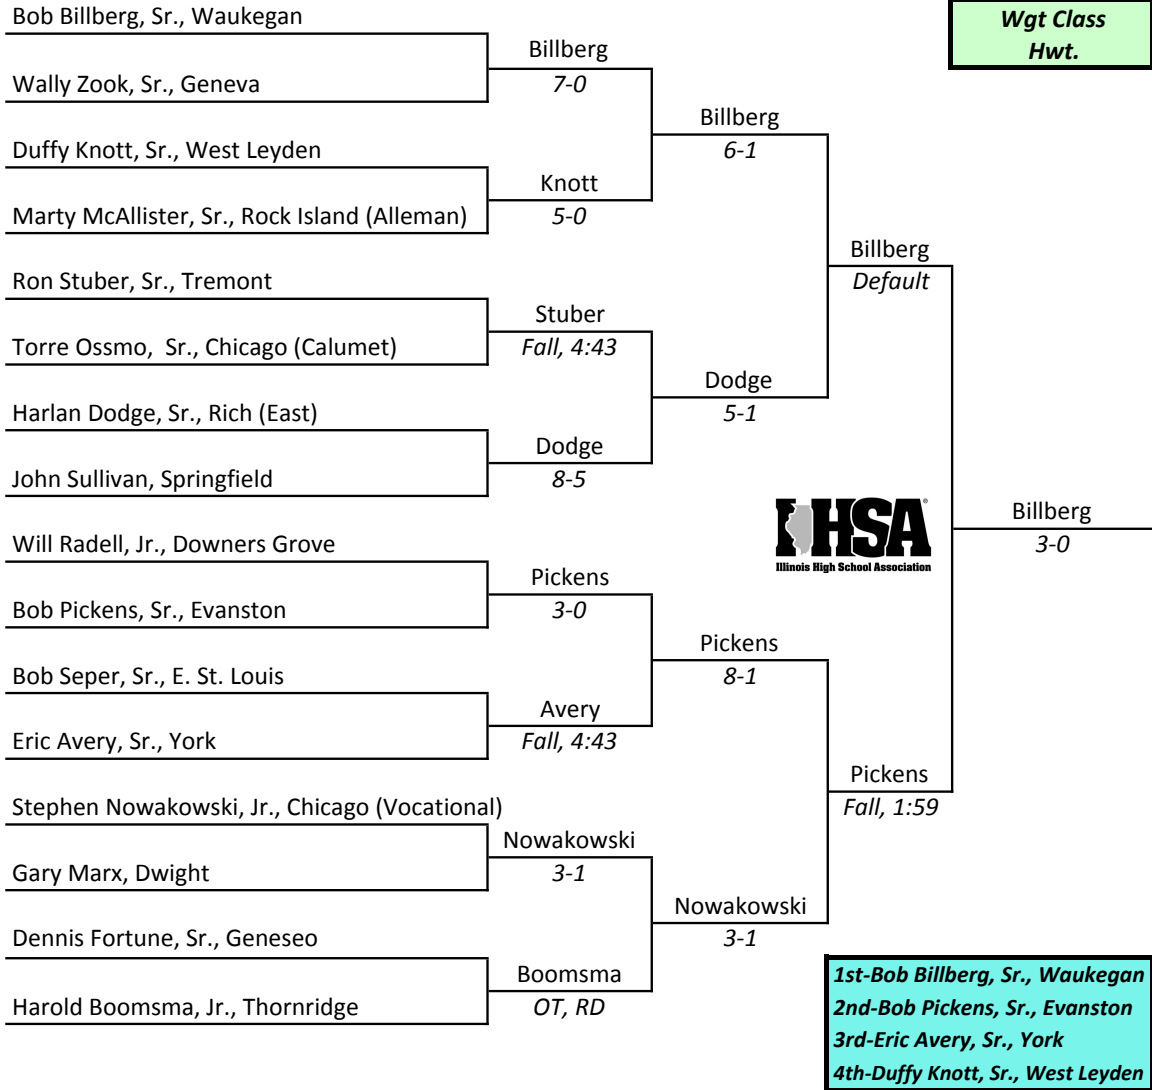 Bob Billberg, Sr., Waukegan
Wgt Class
Hwt.
Billberg
7-0
Wally Zook, Sr., Geneva
Billberg
6-1
Duffy Knott, Sr., West Leyden
Knott
5-0
Marty McAllister, Sr., Rock Island (Alleman)
Billberg
Default
Ron Stuber, Sr., Tremont
Stuber
Fall, 4:43
Torre Ossmo,  Sr., Chicago (Calumet)
Dodge
5-1
Harlan Dodge, Sr., Rich (East)
Dodge
8-5
John Sullivan, Springfield
IHSA
Illinois High School Association
Billberg
3-0
Will Radell, Jr., Downers Grove
Pickens
3-0
Bob Pickens, Sr., Evanston
Pickens
8-1
Bob Seper, Sr., E. St. Louis
Avery
Fall, 4:43
Eric Avery, Sr., York
Pickens
Fall, 1:59
Stephen Nowakowski, Jr., Chicago (Vocational)
Nowakowski
3-1
Gary Marx, Dwight
Nowakowski
3-1
Dennis Fortune, Sr., Geneseo
Boomsma
OT, RD
Harold Boomsma, Jr., Thornridge
1st-Bob Billberg, Sr., Waukegan
2nd-Bob Pickens, Sr., Evanston
3rd-Eric Avery, Sr., York
4th-Duffy Knott, Sr., West Leyden